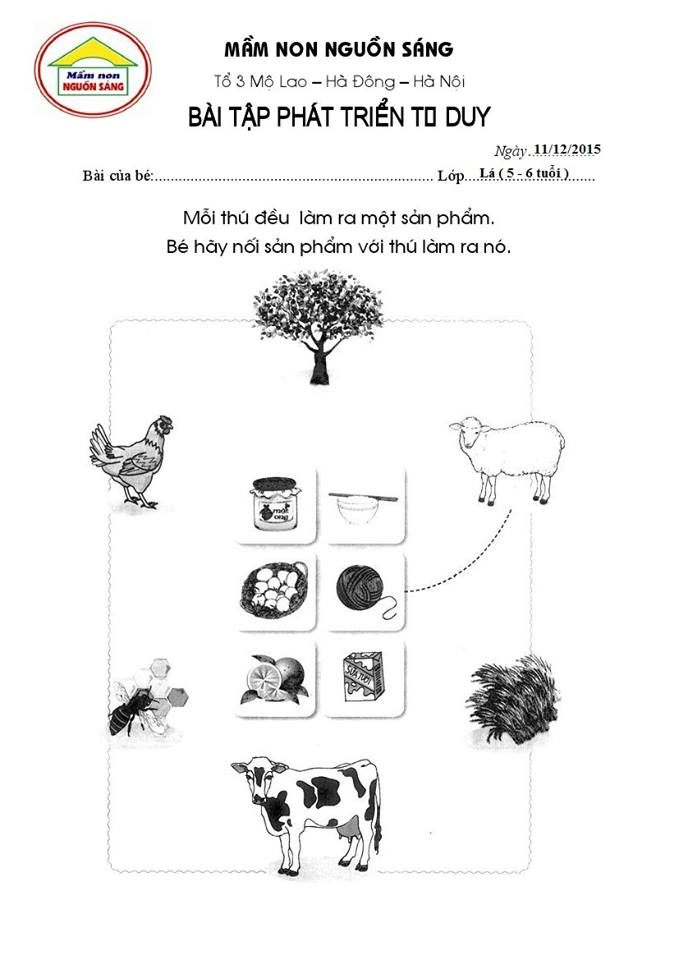 Mầm non
NGUỒN SÁNG
MẦM NON NGUỒN SÁNG
Tổ 3 Mộ Lao – Hà Đông – Hà Nội
BÀI TẬP PHÁT TRIỂN T DUY
Ngày.11/12/2015
Bài của bé:.................................................................. Lớp....Lá ( 5 - 6 tuổi )......
Mỗi thú đều làm ra một sản phẩm.
Bé hãy nối sản phẩm với thú làm ra nó.
mật
ong
SỮA TƯƠI